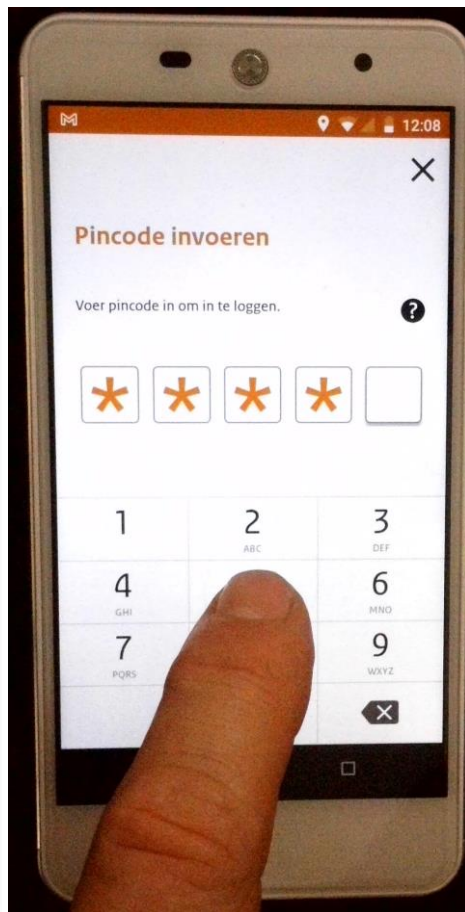 12:08
Pincode invoeren
Voer pincode in om in te loggen.
?
* * * *
1 2 3
ABC DEF
4 6
GHI MNO
7 9
PQRS WXYZ